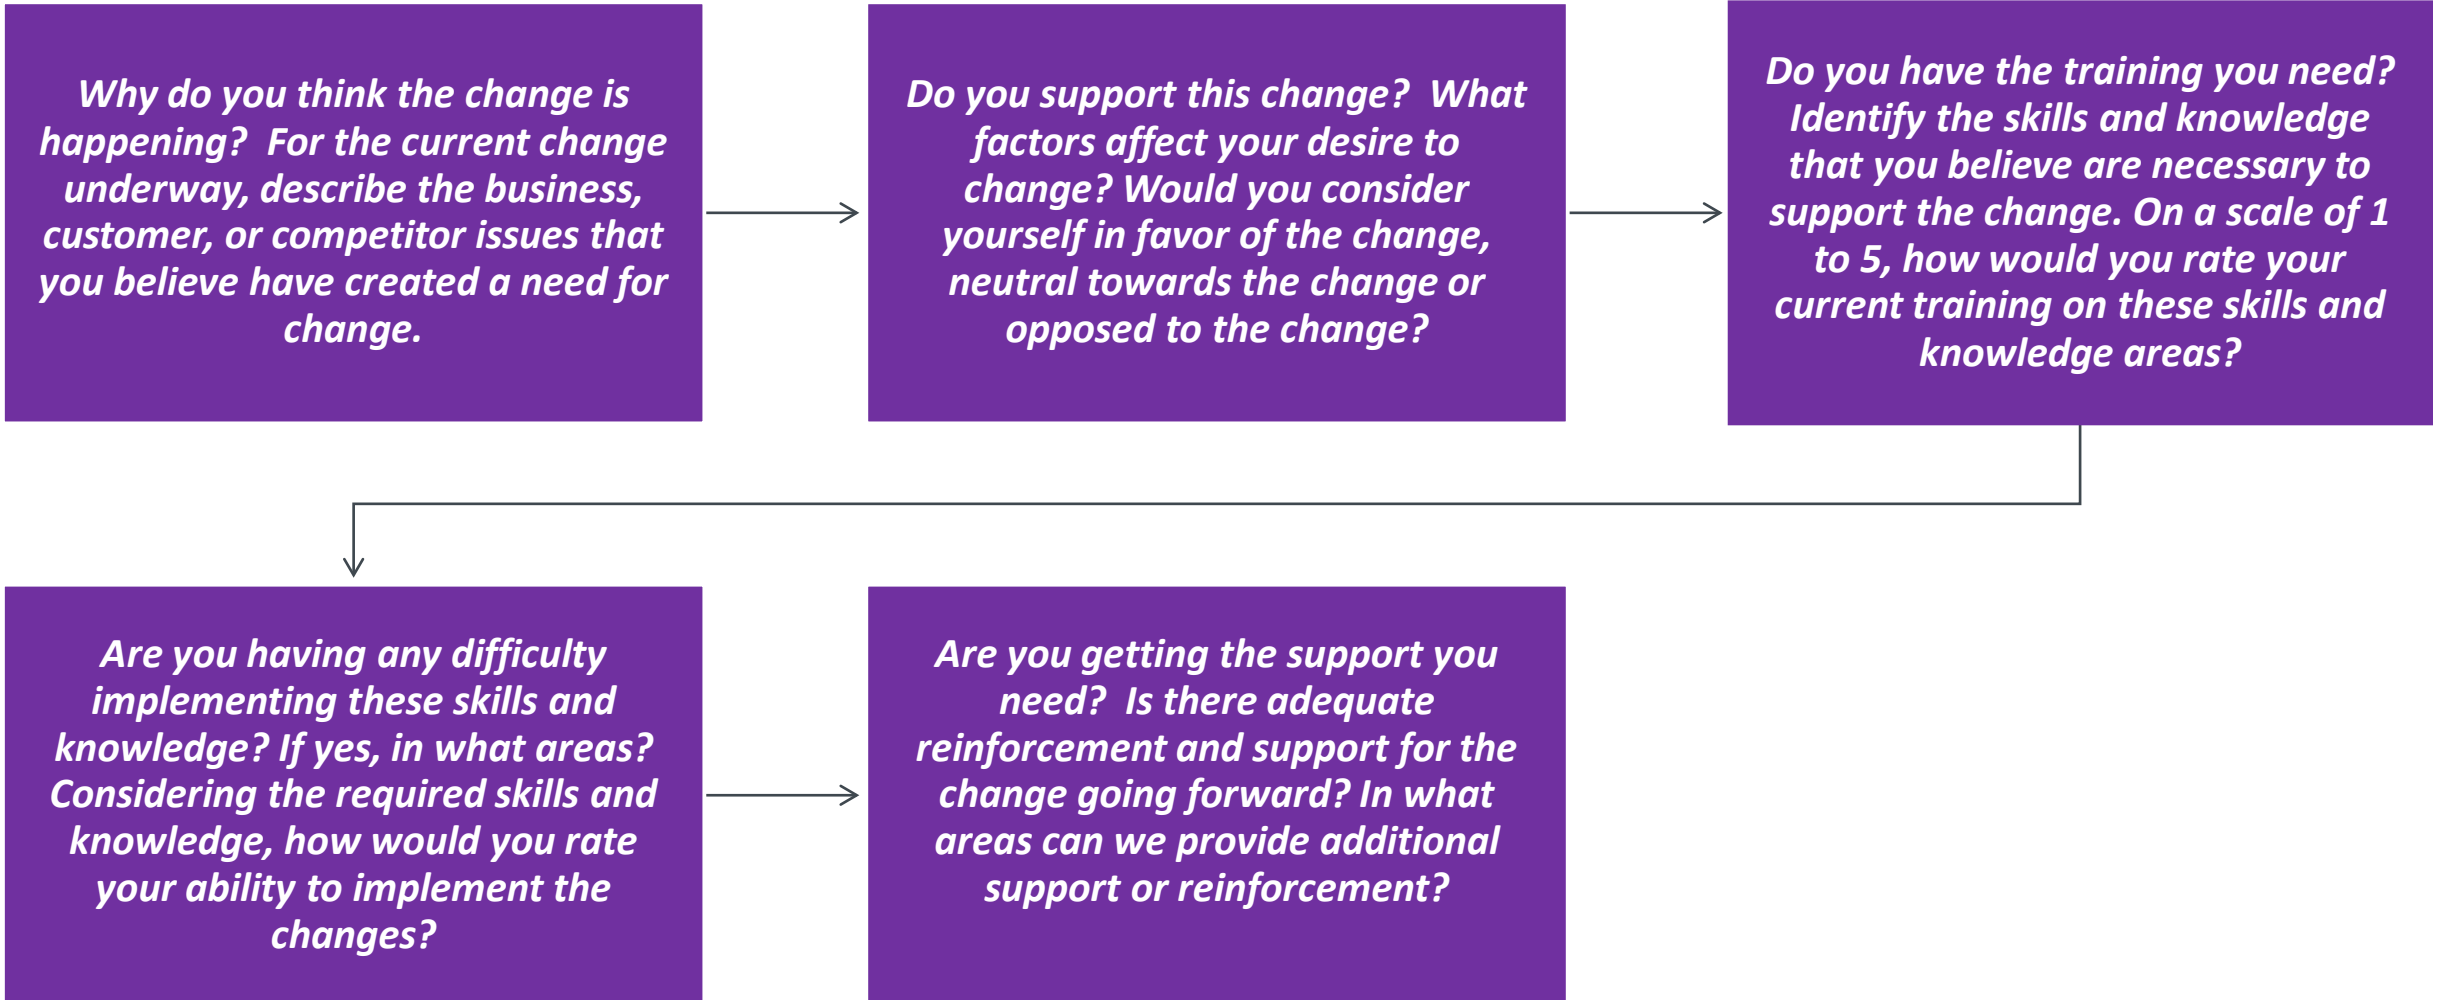 Why do you think the change is
happening?  For the current change
underway, describe the business,
customer, or competitor issues that
you believe have created a need for
change.
Do you support this change?  What
factors affect your desire to
change? Would you consider
yourself in favor of the change,
neutral towards the change or
opposed to the change?
Do you have the training you need?
Identify the skills and knowledge
that you believe are necessary to
support the change. On a scale of 1
to 5, how would you rate your
current training on these skills and
knowledge areas?
Are you having any difficulty
implementing these skills and
knowledge? If yes, in what areas?
Considering the required skills and
knowledge, how would you rate
your ability to implement the
changes?
Are you getting the support you
need?  Is there adequate
reinforcement and support for the
change going forward? In what
areas can we provide additional
support or reinforcement?